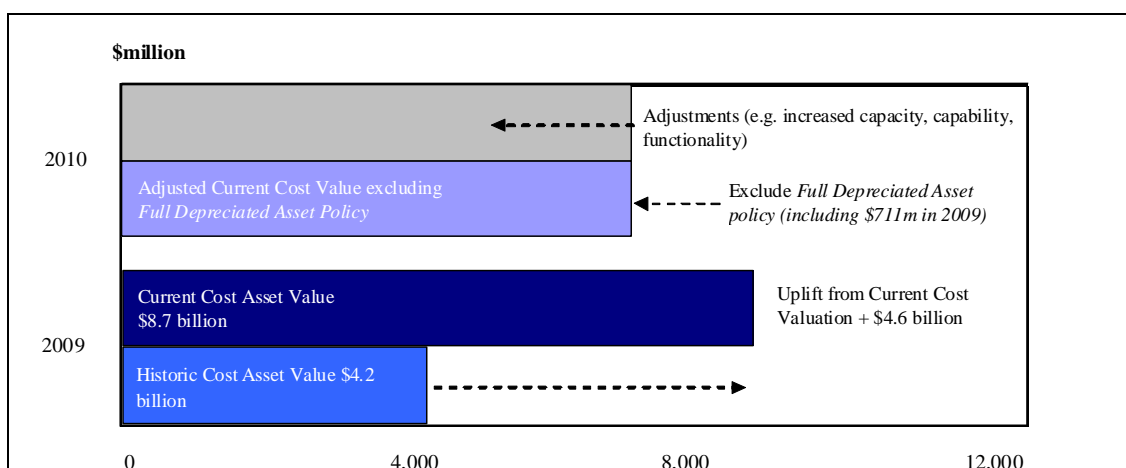 $million
Adjustments (e.g. increased capacity, capability,
functionality)
2010
Adjusted Current Cost Value excluding
Full Depreciated Asset Policy
Exclude Full Depreciated Asset
policy (including $711m in 2009)
Current Cost Asset Value
$8.7 billion
Uplift from Current Cost
Valuation + $4.6 billion
2009
Historic Cost Asset Value $4.2
billion
0 4,000 8,000 12,000